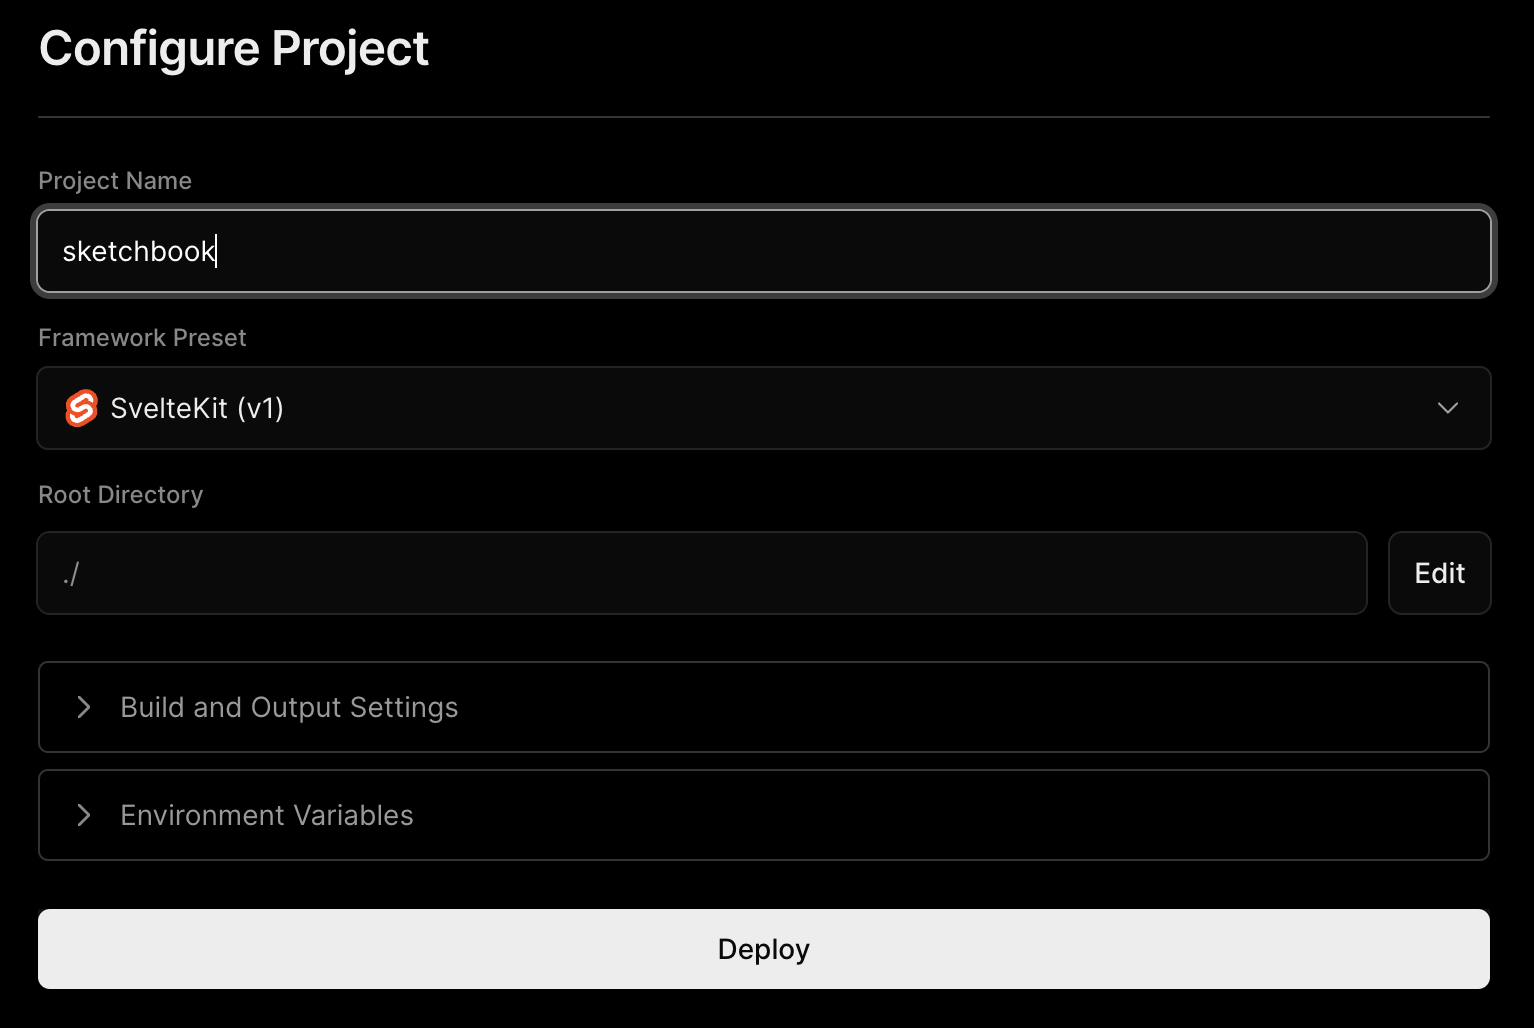 Configure Project
Project Name
sketchbook
Framework Preset
SvelteKit (v1)
Root Directory
./
Edit
Build and Output Settings
Environment Variables
Deploy